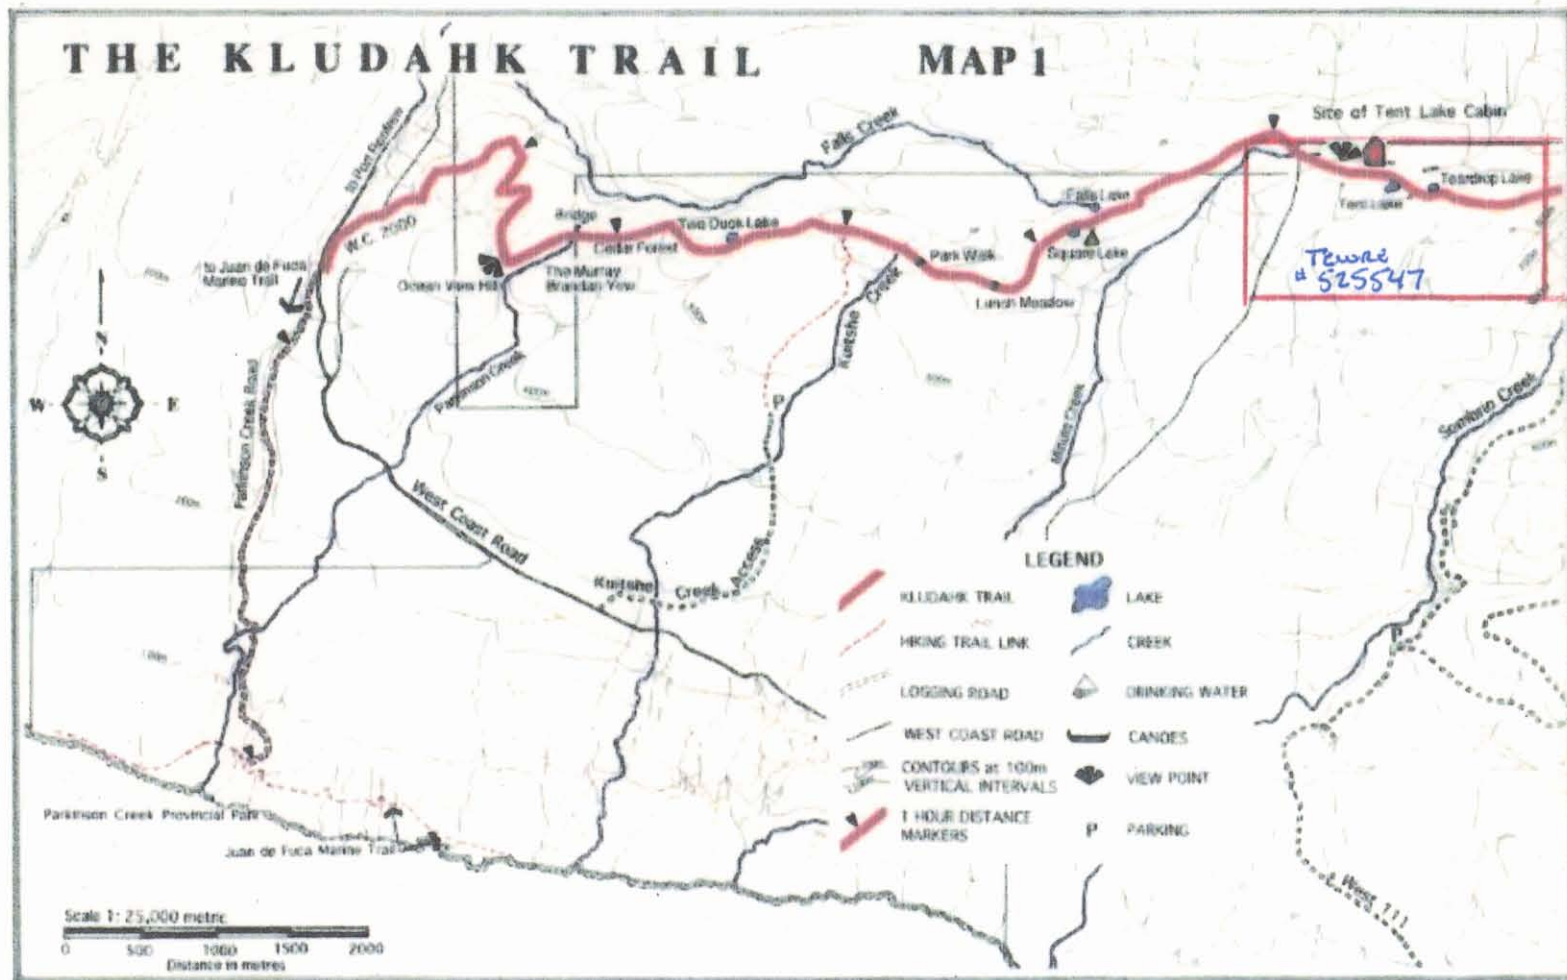 THE KLUDAHK TRAIL MAP 1
Site of Tent Lake Cabin
to Port Renfrew
Falls Creek
W.C. 2000
Bridge
Cedar Forest
Two Duck Lake
Falls Lake
Square Lake
Teardrop Lake
Tent Lake
to Juan de Fuca
Marine Trail
Ocean View Hill
The Murray
Brandan Yew
Park Walk
Lunch Meadow
TENURE
# 525547
Kuitshe Creek
Parkinson Creek
Parkinson Creek Road
Minute Creek
Sombrio Creek
N
W
E
S
P
West Coast Road
Kuitshe Creek Access
P
LEGEND
KLUDAHK TRAIL
LAKE
HIKING TRAIL LINK
CREEK
LOGGING ROAD
DRINKING WATER
WEST COAST ROAD
CANOES
CONTOURS at 100m
VERTICAL INTERVALS
VIEW POINT
1 HOUR DISTANCE
MARKERS
P PARKING
Parkinson Creek Provincial Park
Juan de Fuca Marine Trail
West 111
Scale 1: 25,000 metric
0 500 1000 1500 2000
Distance in metres